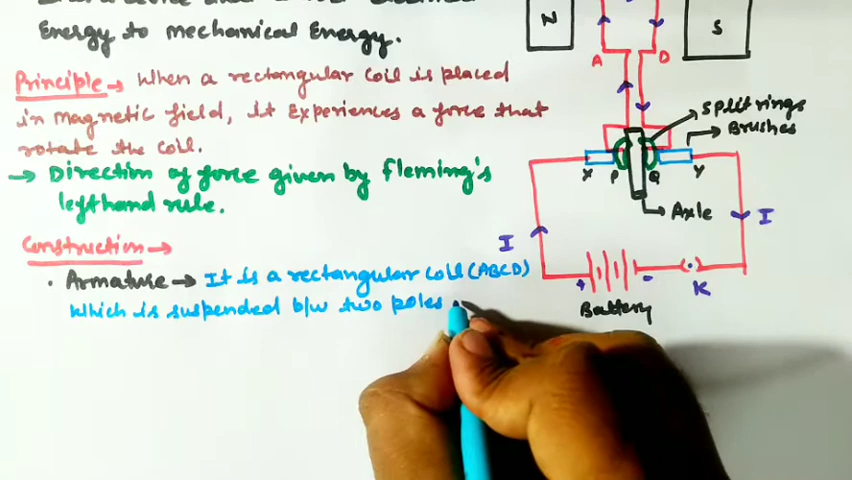 Energy to mechanical Energy.
Principle → When a rectangular coil is placed
in magnetic field, it Experiences a force that
rotate the coil.
→ Direction of force given by Fleming's
lefthand rule.
Construction →
• Armature → It is a rectangular coil (ABCD)
which is suspended b/w two poles
N
S
A
D
Split rings
Brushes
X
P
Q
Y
Axle
I
I
+
-
K
Battery